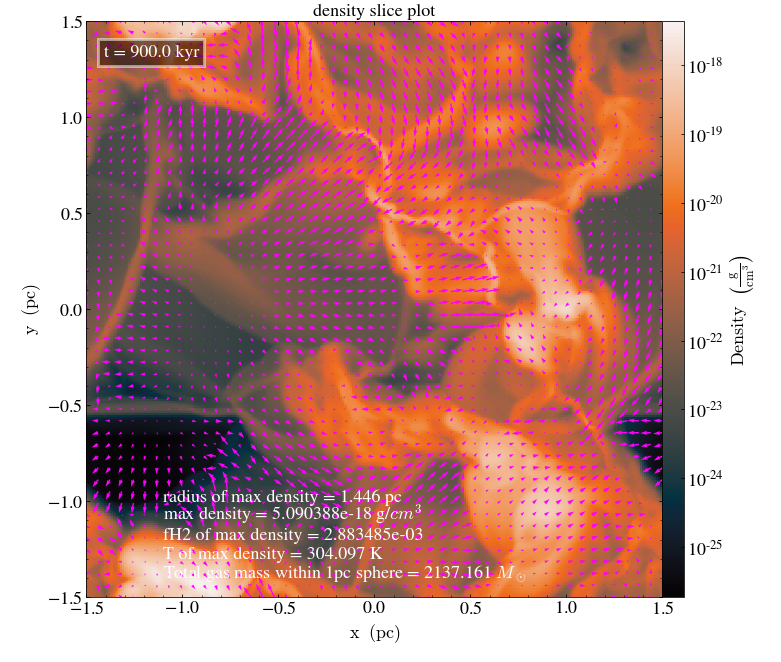 density slice plot
t = 900.0 kyr
radius of max density = 1.446 pc
max density = 5.090388e-18 g/cm³
fH2 of max density = 2.883485e-03
T of max density = 304.097 K
Total gas mass within 1pc sphere = 2137.161 M⊙
1.5
1.0
0.5
0.0
−0.5
−1.0
−1.5
y (pc)
−1.5 −1.0 −0.5 0.0 0.5 1.0 1.5
x (pc)
10⁻¹⁸
10⁻¹⁹
10⁻²⁰
10⁻²¹
10⁻²²
10⁻²³
10⁻²⁴
10⁻²⁵
Density (g/cm³)